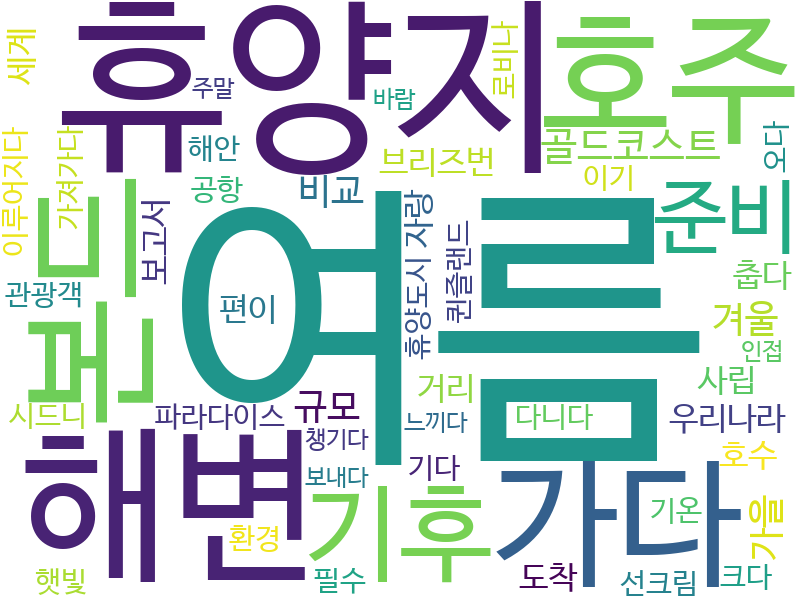 휴양지
호주
세계
주말
바람
로비나
해안
브리즈번
골드코스트
이기
오다
이루어지다
가져가다
공항
비교
보고서
본드
여름
편이
휴양도시 자랑
퀸즐랜드
준비
춥다
관광객
겨울
인접
시드니
파라다이스
규모
거리
느끼다
다니다
사립
우리나라
해변
챙기다
보내다
기다
기후
가다
호수
환경
기온
가을
햇빛
필수
도착
선크림
크다